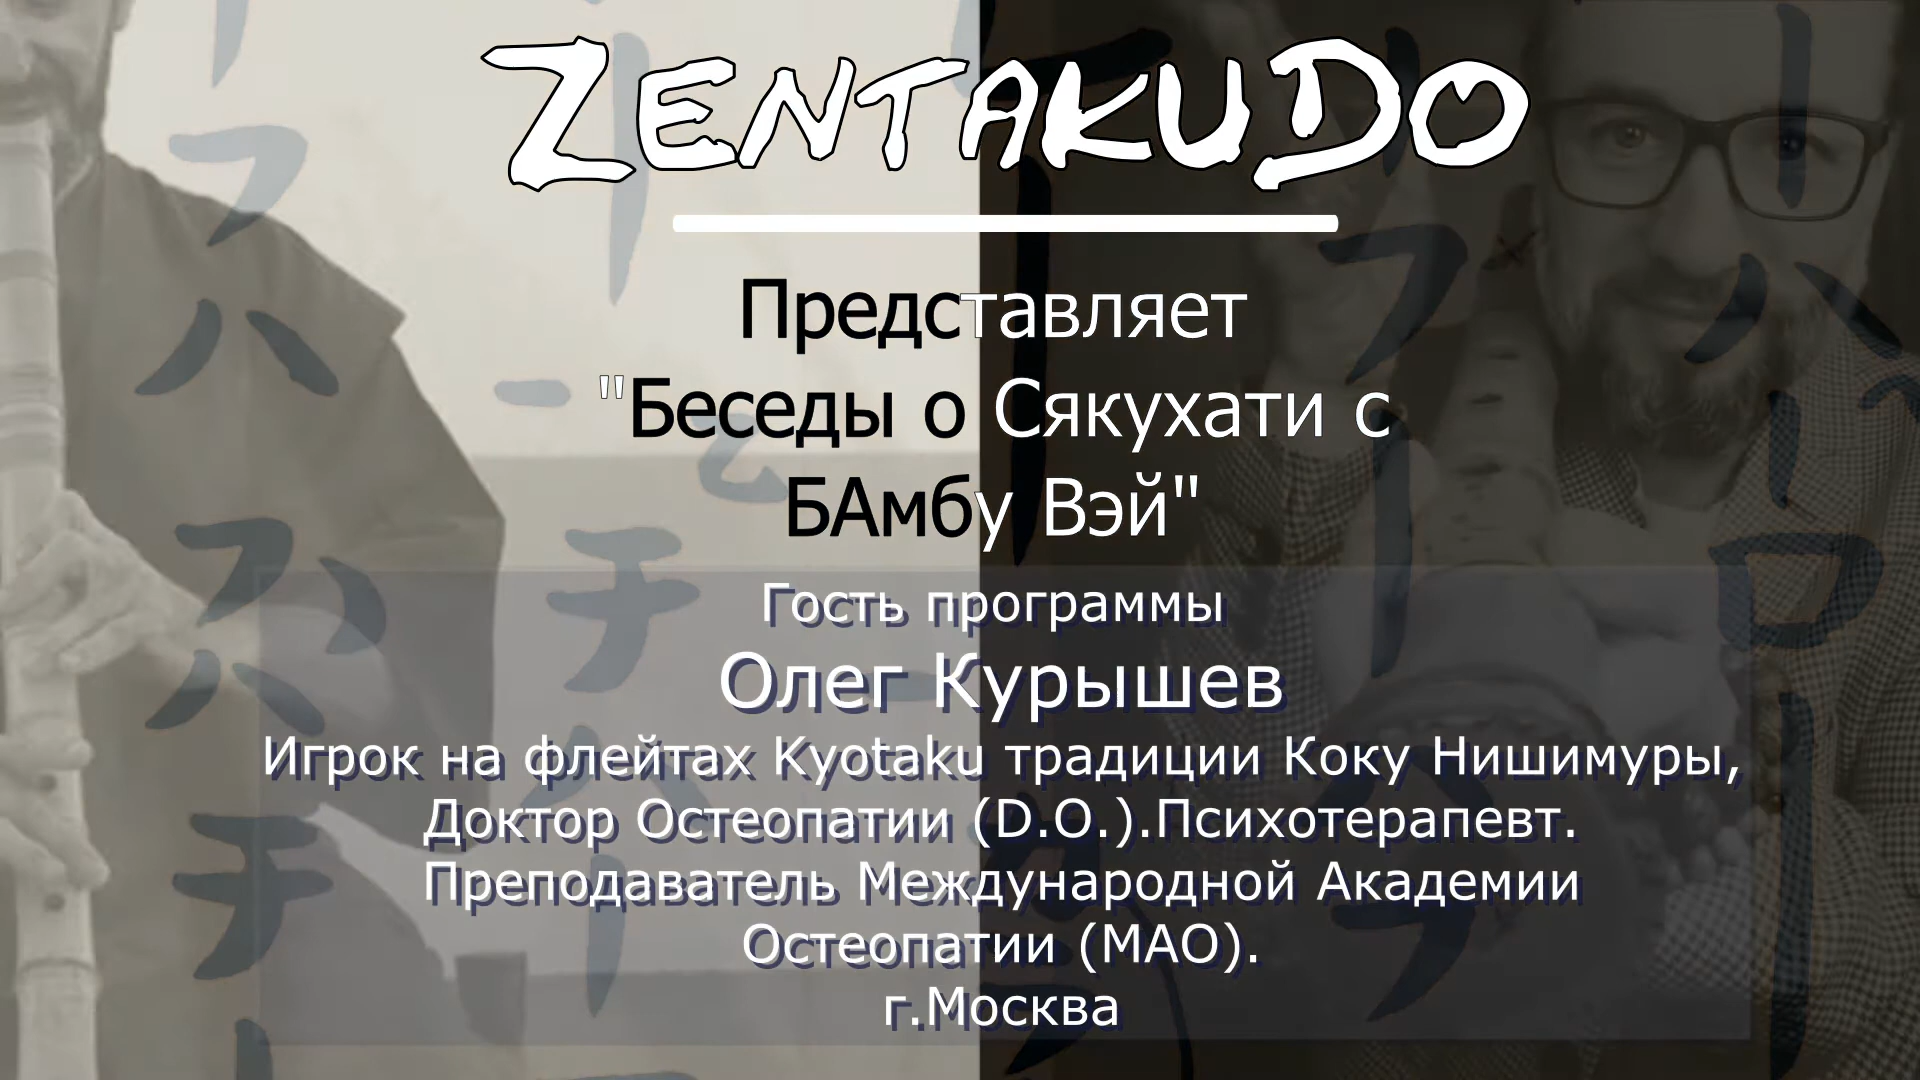 ZENTAKUDO
Представляет
"Беседы о Сякухати с
БАмбу Вэй"
Гость программы
Олег Курышев
Игрок на флейтах Kyotaku традиции Коку Нишимуры,
Доктор Остеопатии (D.O.).Психотерапевт.
Преподаватель Международной Академии
Остеопатии (МАО).
г.Москва